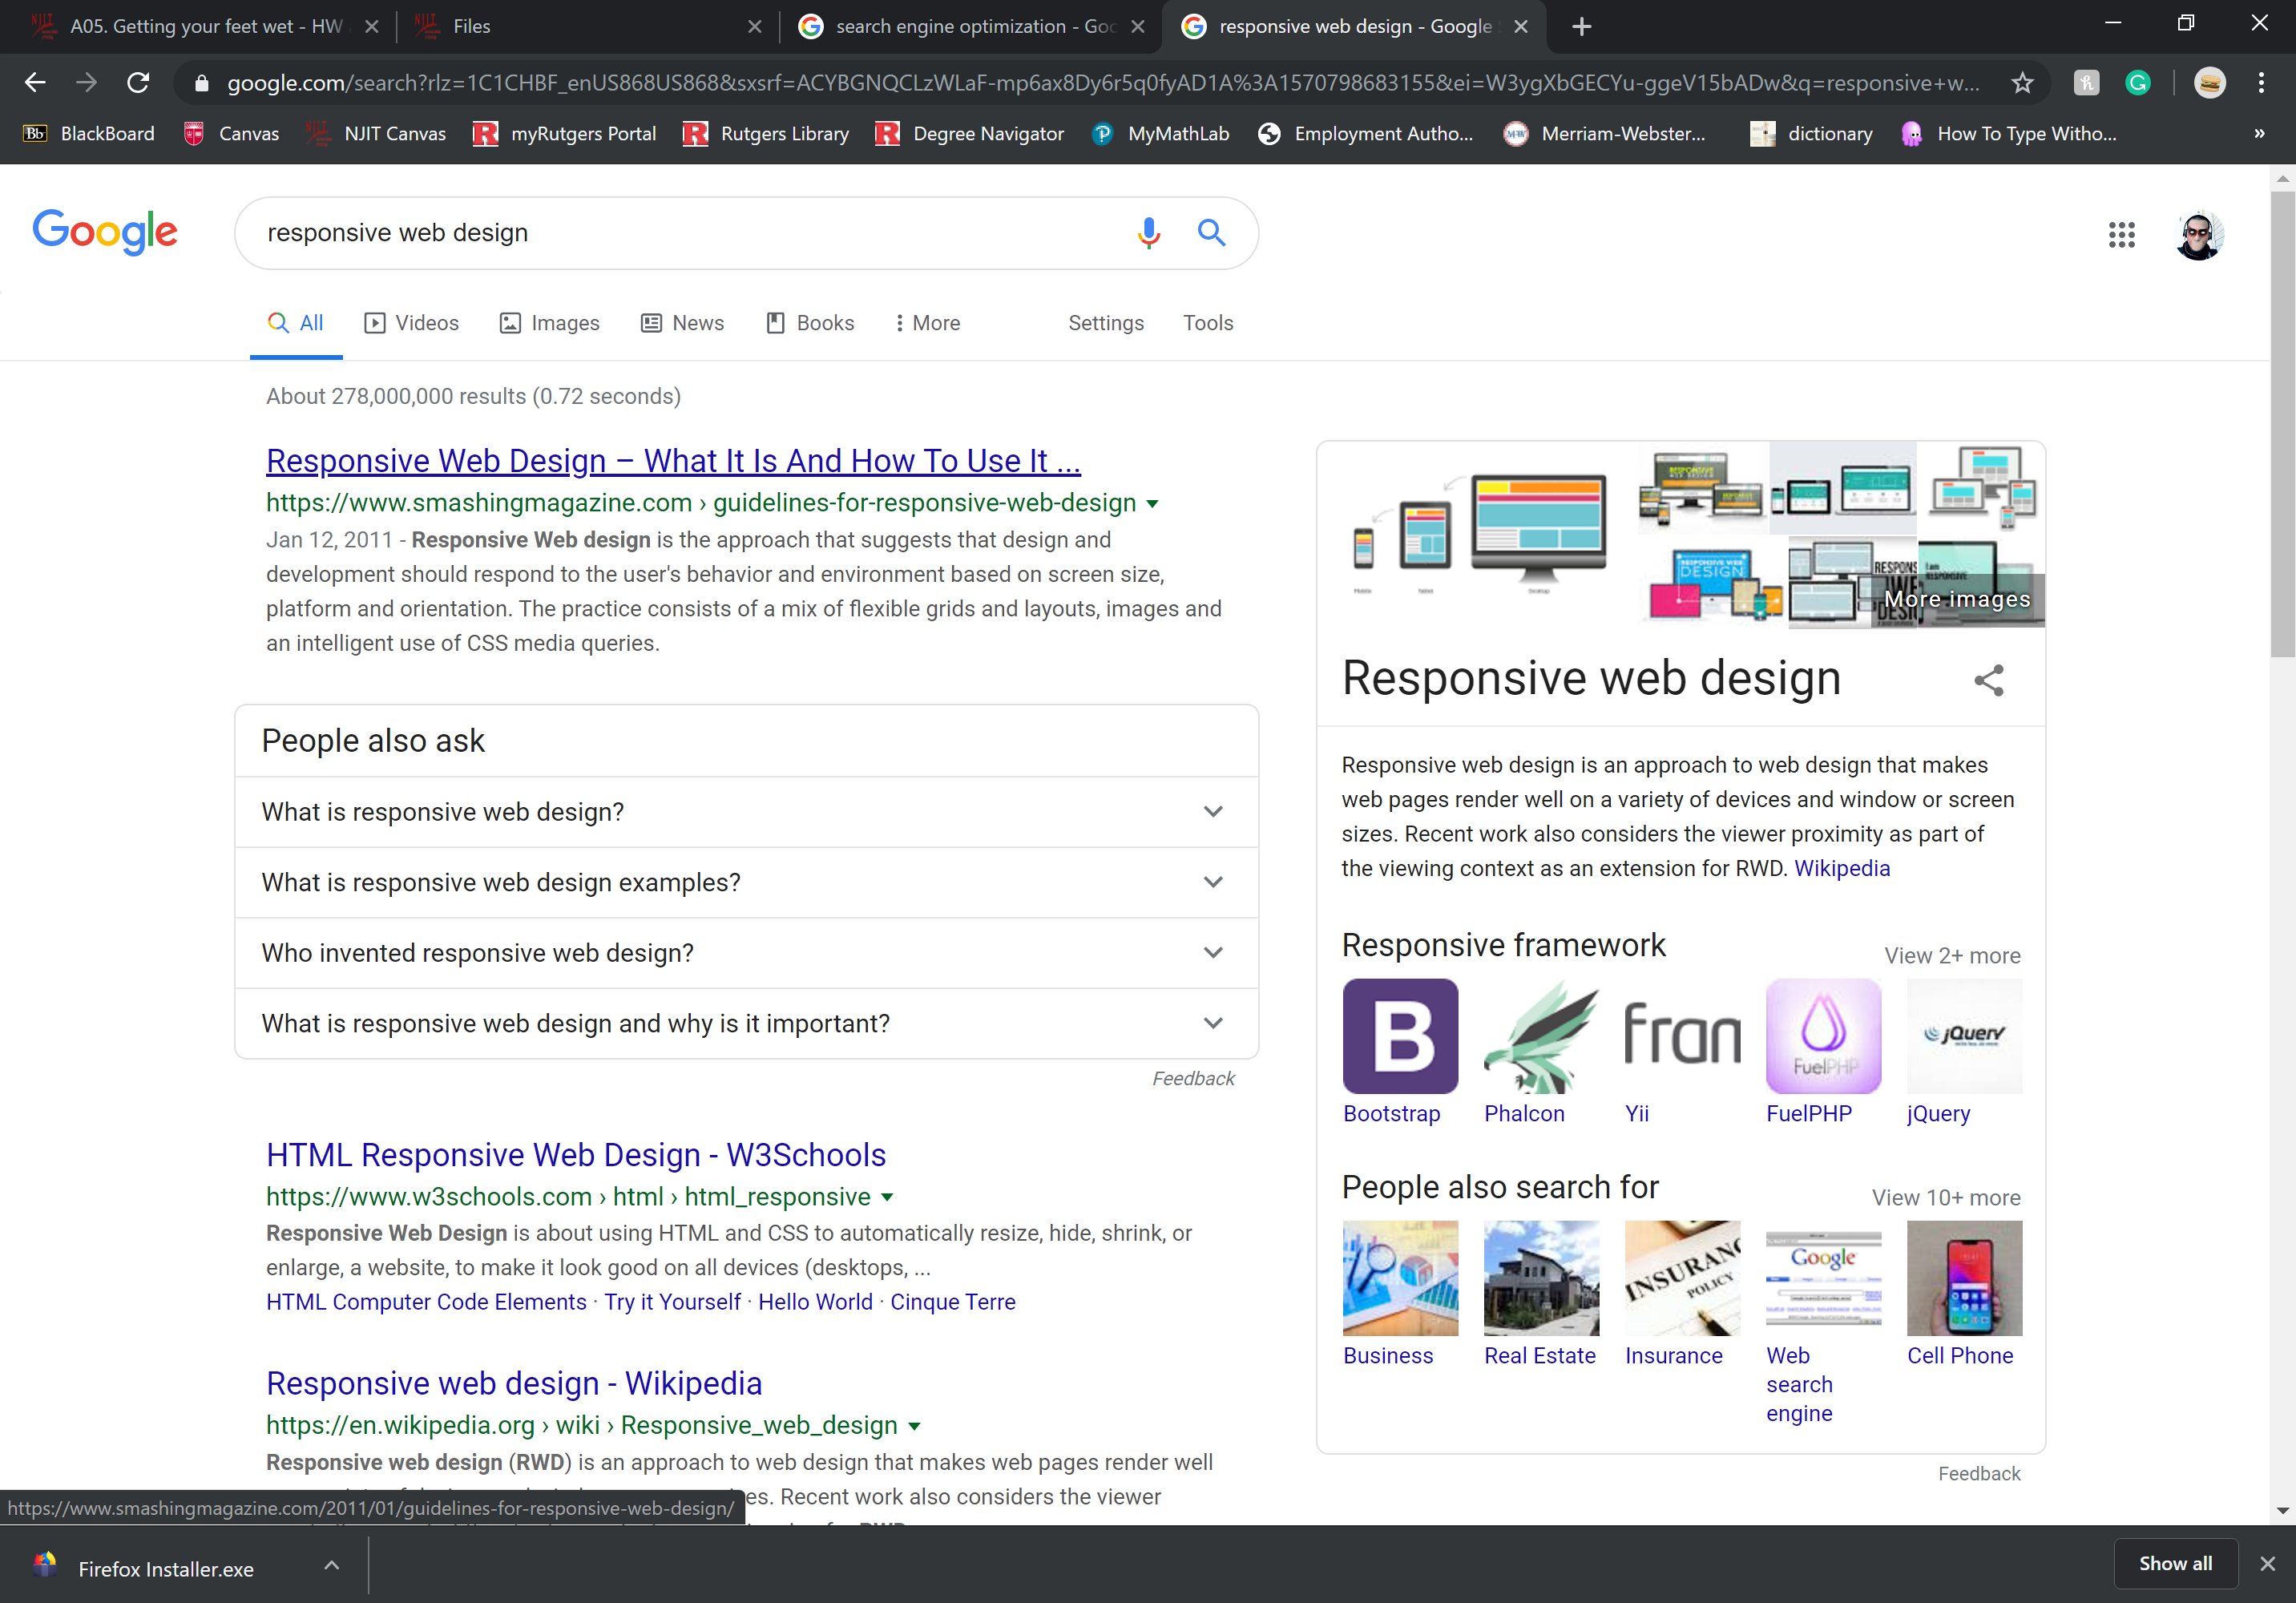 A05. Getting your feet wet - HW
Files
search engine optimization - Goo
responsive web design - Google
google.com/search?rlz=1C1CHBF_enUS868US868&sxsrf=ACYBGNQCLzWLaF-mp6ax8Dy6r5q0fyAD1A%3A1570798683155&ei=W3ygXbGECYu-ggeV15bADw&q=responsive+w...
Bb BlackBoard
Canvas
NJIT Canvas
R myRutgers Portal
R Rutgers Library
R Degree Navigator
MyMathLab
Employment Autho...
Merriam-Webster...
dictionary
How To Type Witho...
»
Google
responsive web design
All
Videos
Images
News
Books
More
Settings
Tools
About 278,000,000 results (0.72 seconds)
Responsive Web Design – What It Is And How To Use It ...
https://www.smashingmagazine.com › guidelines-for-responsive-web-design
Jan 12, 2011 - Responsive Web design is the approach that suggests that design and
development should respond to the user's behavior and environment based on screen size,
platform and orientation. The practice consists of a mix of flexible grids and layouts, images and
an intelligent use of CSS media queries.
People also ask
What is responsive web design?
What is responsive web design examples?
Who invented responsive web design?
What is responsive web design and why is it important?
Feedback
HTML Responsive Web Design - W3Schools
https://www.w3schools.com › html › html_responsive
Responsive Web Design is about using HTML and CSS to automatically resize, hide, shrink, or
enlarge, a website, to make it look good on all devices (desktops, ...
HTML Computer Code Elements · Try it Yourself · Hello World · Cinque Terre
Responsive web design - Wikipedia
https://en.wikipedia.org › wiki › Responsive_web_design
Responsive web design (RWD) is an approach to web design that makes web pages render well
es. Recent work also considers the viewer
https://www.smashingmagazine.com/2011/01/guidelines-for-responsive-web-design/
More images
Responsive web design
Responsive web design is an approach to web design that makes
web pages render well on a variety of devices and window or screen
sizes. Recent work also considers the viewer proximity as part of
the viewing context as an extension for RWD. Wikipedia
Responsive framework
View 2+ more
B
fran
FuelPHP
jQuery
Bootstrap
Phalcon
Yii
FuelPHP
jQuery
People also search for
View 10+ more
INSURANC
POLICY
Google
Business
Real Estate
Insurance
Web
search
engine
Cell Phone
Feedback
Firefox Installer.exe
Show all